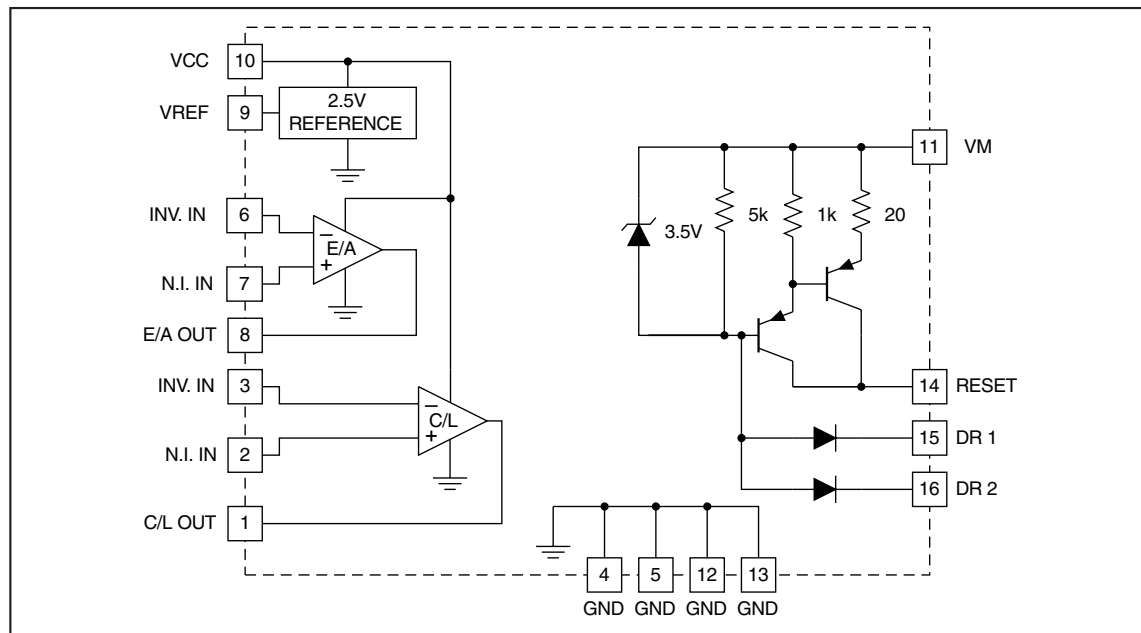 VCC 10
VREF 9
2.5V
REFERENCE
INV. IN 6
N.I. IN 7
E/A OUT 8
INV. IN 3
N.I. IN 2
C/L OUT 1
−
E/A
+
−
C/L
+
3.5V
5k
1k
20
11 VM
14 RESET
15 DR 1
16 DR 2
4 5 12 13
GND GND GND GND